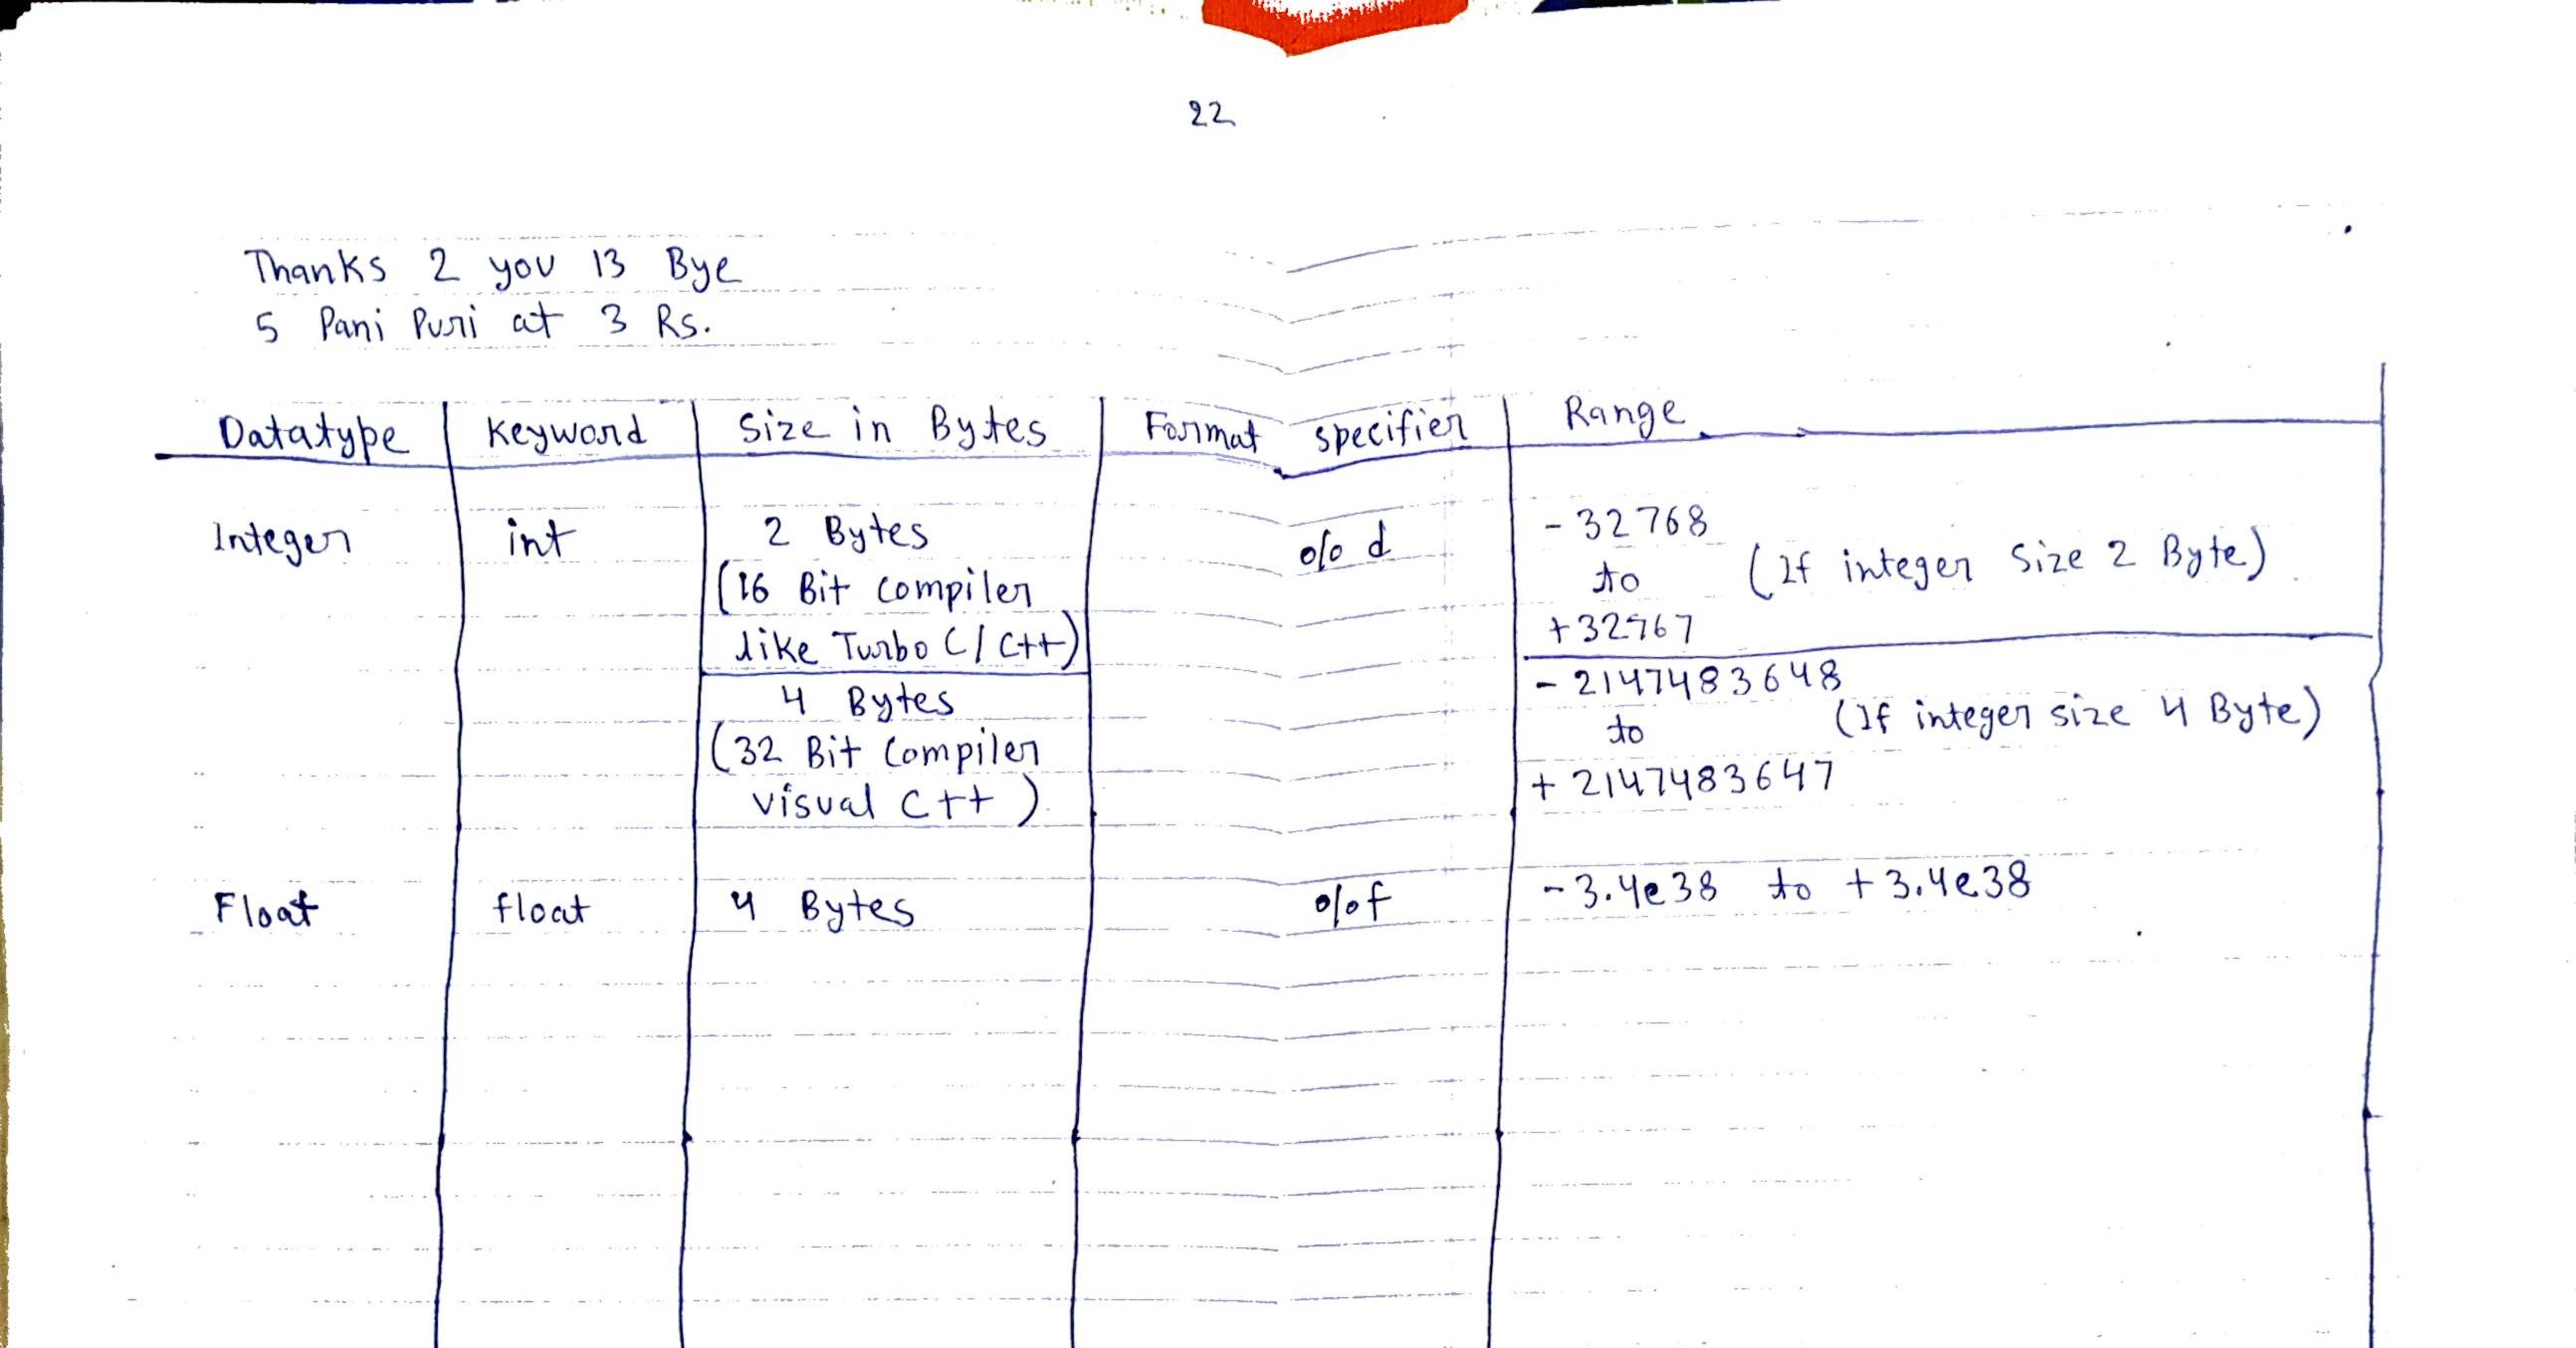 22
Thanks 2 you 13 Bye
5 Pani Puri at 3 Rs.
Datatype Keyword Size in Bytes Format specifier Range
Integer int 2 Bytes %d -32768
(16 Bit compiler to (If integer Size 2 Byte)
like Turbo C/C++) +32767
4 Bytes -2147483648
(32 Bit Compiler to (If integer size 4 Byte)
visual C++) +2147483647
Float float 4 Bytes %f -3.4e38 to +3.4e38